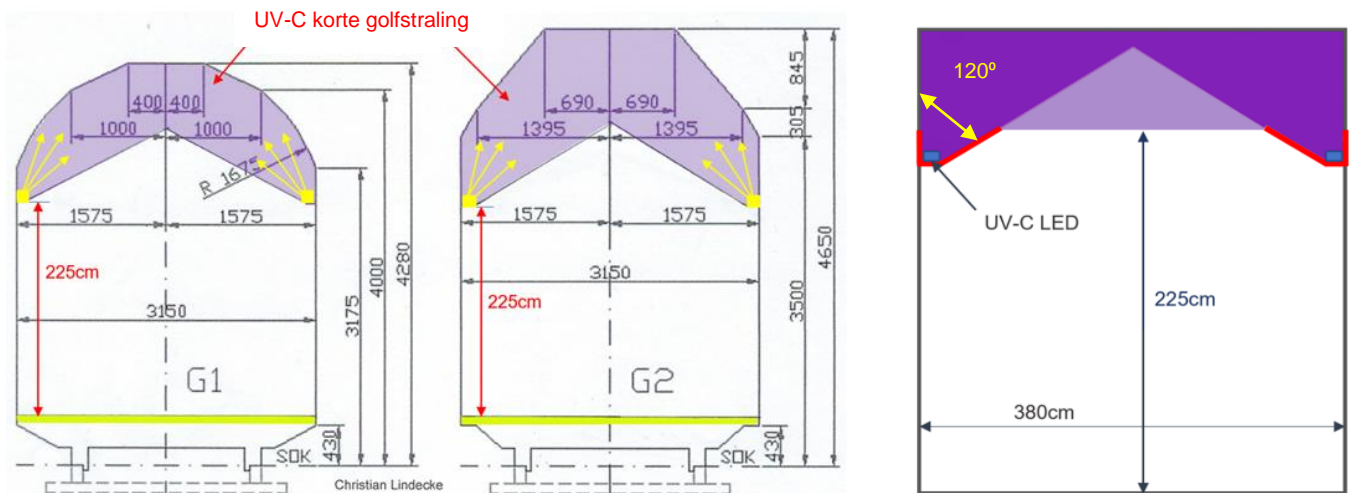 UV-C korte golfstraling
400 400
1000 1000
R 1675
1575 1575
225cm
3150
3175
4000
4280
G1
430
SOK
Christian Lindecke
690 690
1395 1395
845
305
1575 1575
225cm
3150
3500
4650
G2
430
SOK
120º
UV-C LED
225cm
380cm